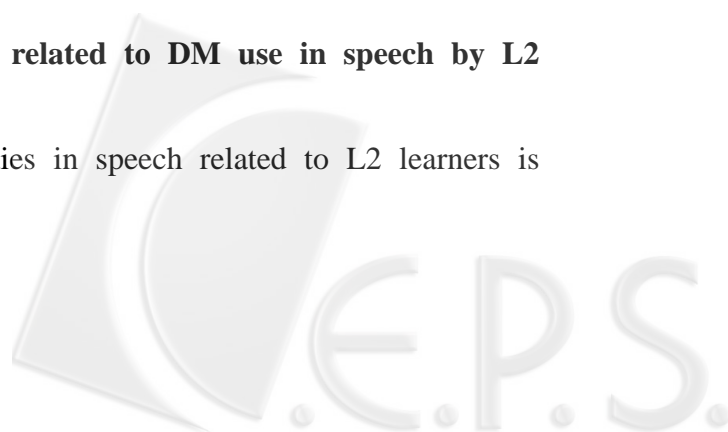 related to DM use in speech by L2
ies in speech related to L2 learners is
C.E.P.S.